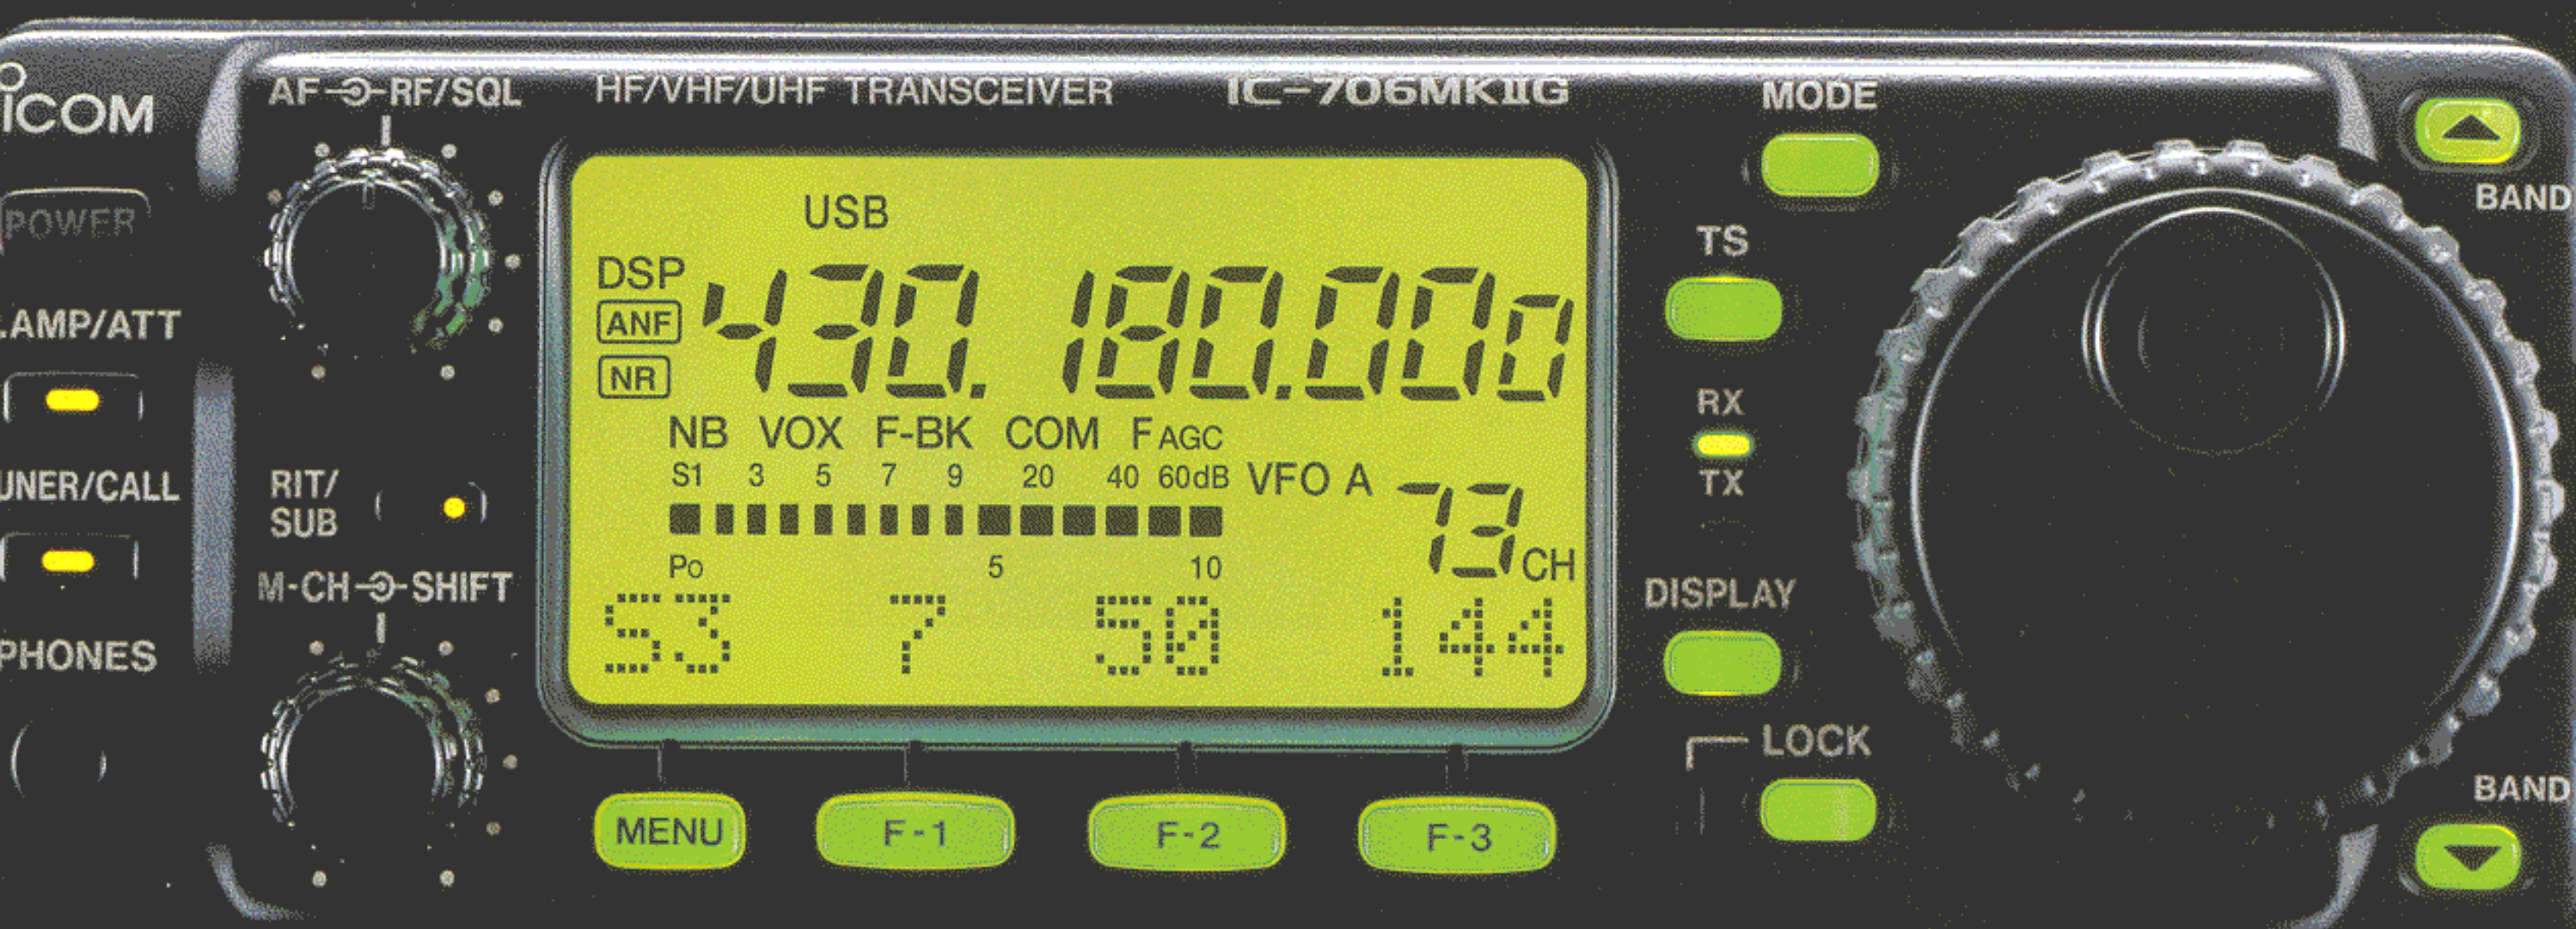 ICOM
AF RF/SQL
HF/VHF/UHF TRANSCEIVER
IC-706MKIIG
MODE
BAND
POWER
USB
TS
DSP
ANF
NR
430.180.000
.AMP/ATT
RX
TX
NB VOX F-BK COM F AGC
S1 3 5 7 9 20 40 60dB
VFO A
73 CH
UNER/CALL
RIT/
SUB
Po 5 10
M-CH SHIFT
DISPLAY
S3 7 50 144
PHONES
LOCK
BAND
MENU
F-1
F-2
F-3